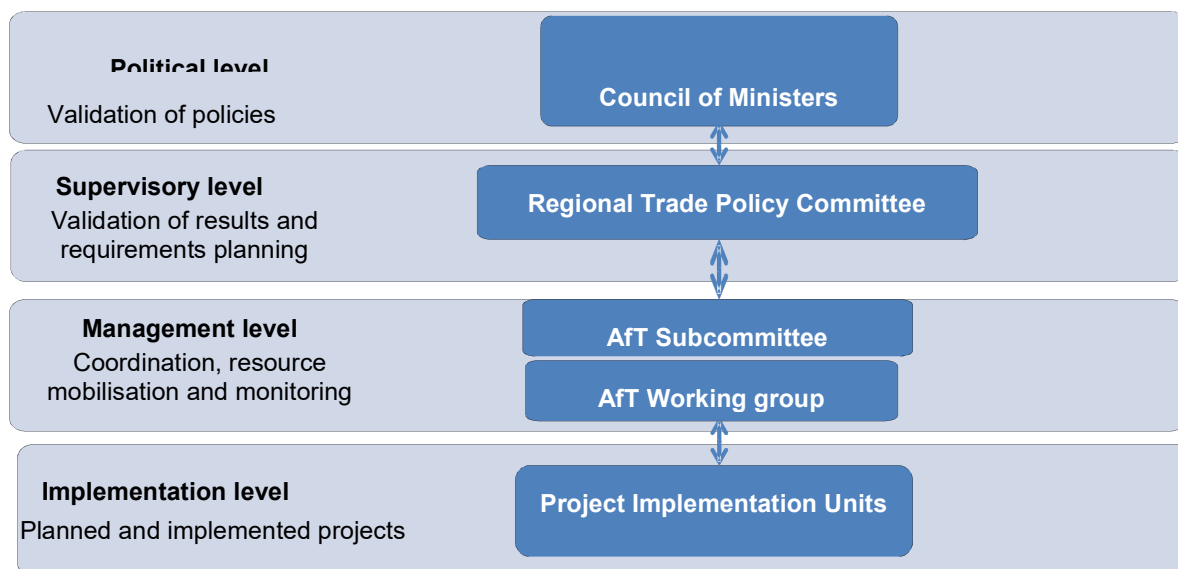 Political level
Validation of policies
Council of Ministers
Supervisory level
Validation of results and
requirements planning
Regional Trade Policy Committee
Management level
Coordination, resource
mobilisation and monitoring
AfT Subcommittee
AfT Working group
Implementation level
Planned and implemented projects
Project Implementation Units